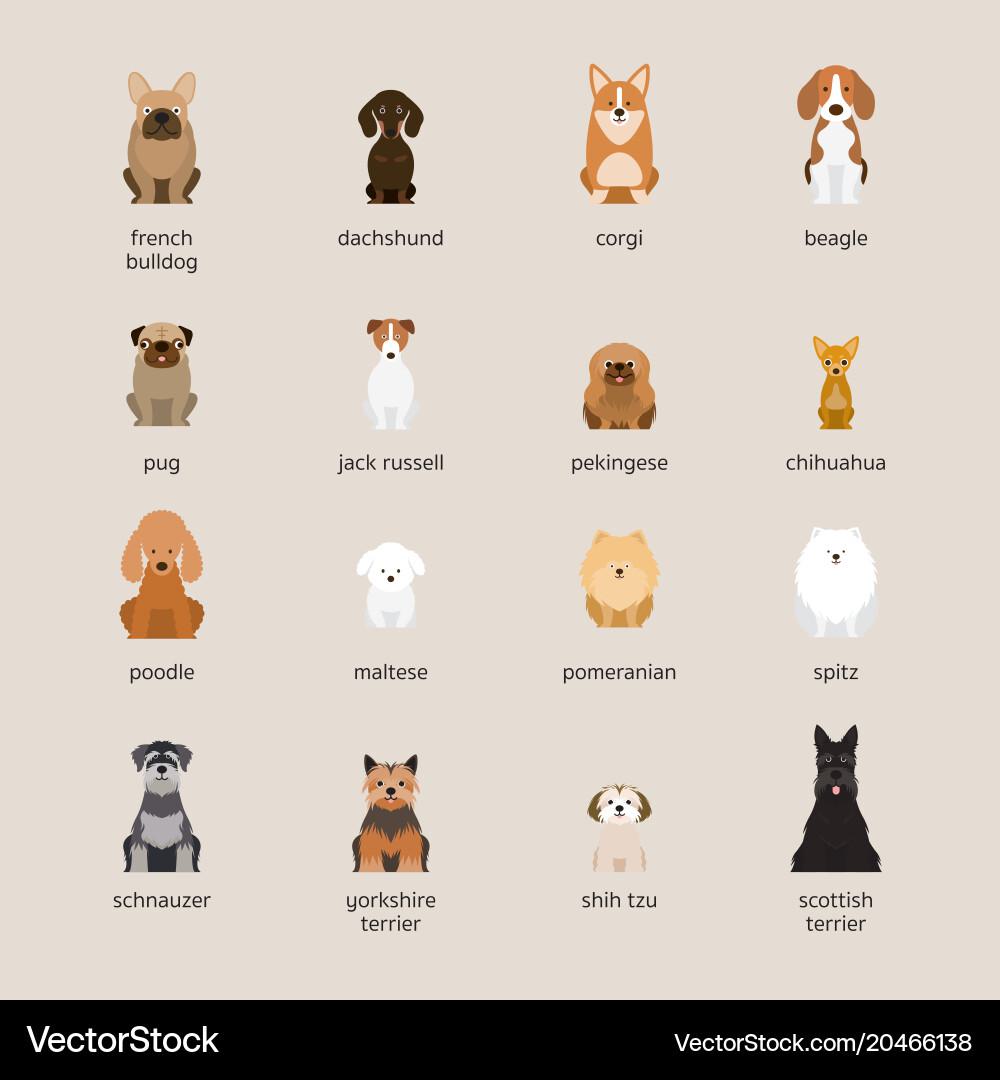 french
bulldog
dachshund
corgi
beagle
pug
jack russell
pekingese
chihuahua
poodle
maltese
pomeranian
spitz
schnauzer
yorkshire
terrier
shih tzu
scottish
terrier
VectorStock
VectorStock.com/20466138